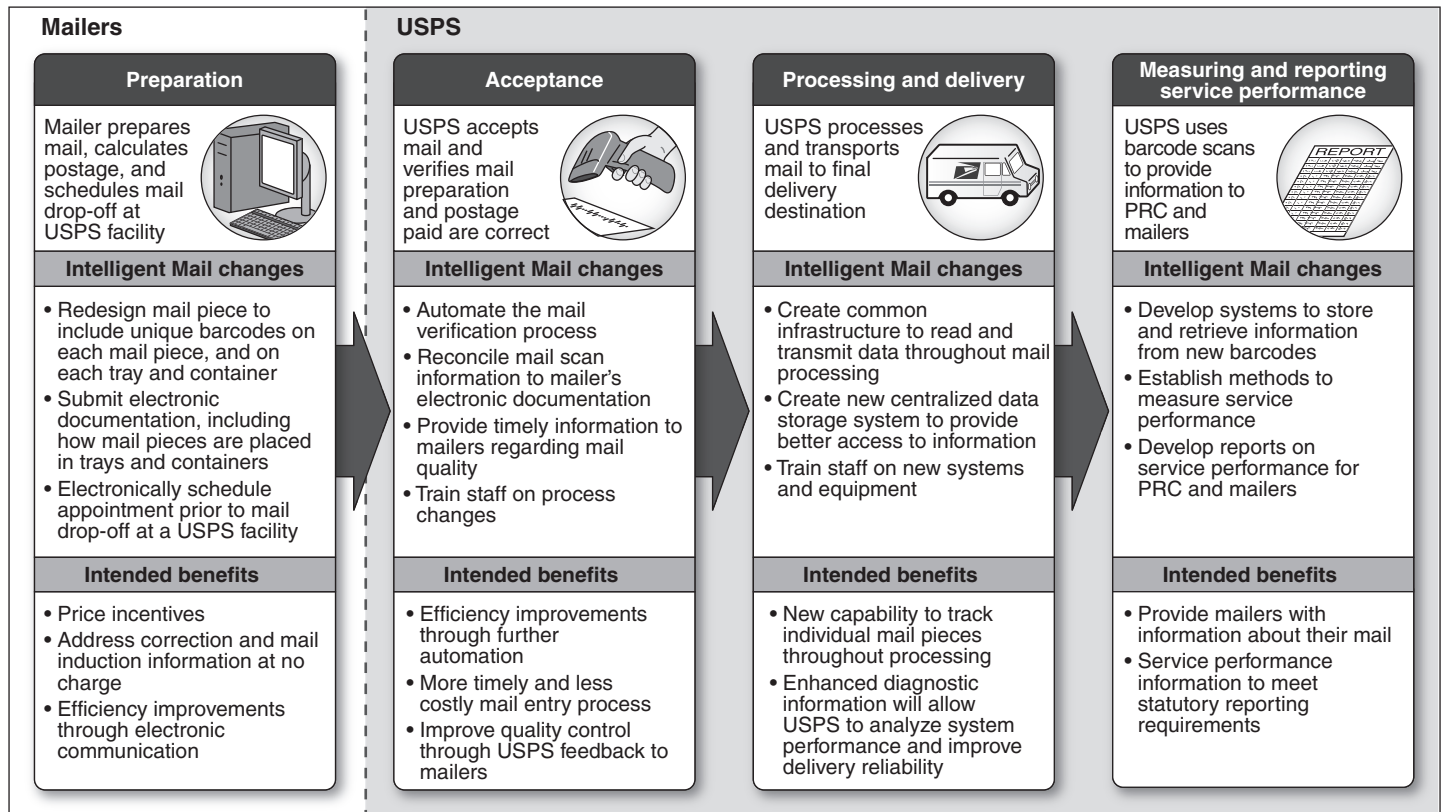 Mailers
USPS
Preparation
Mailer prepares
mail, calculates
postage, and
schedules mail
drop-off at
USPS facility
Intelligent Mail changes
• Redesign mail piece to
include unique barcodes on
each mail piece, and on
each tray and container
• Submit electronic
documentation, including
how mail pieces are placed
in trays and containers
• Electronically schedule
appointment prior to mail
drop-off at a USPS facility
Intended benefits
• Price incentives
• Address correction and mail
induction information at no
charge
• Efficiency improvements
through electronic
communication
Acceptance
USPS accepts
mail and
verifies mail
preparation
and postage
paid are correct
Intelligent Mail changes
• Automate the mail
verification process
• Reconcile mail scan
information to mailer's
electronic documentation
• Provide timely information to
mailers regarding mail
quality
• Train staff on process
changes
Intended benefits
• Efficiency improvements
through further
automation
• More timely and less
costly mail entry process
• Improve quality control
through USPS feedback to
mailers
Processing and delivery
USPS processes
and transports
mail to final
delivery
destination
Intelligent Mail changes
• Create common
infrastructure to read and
transmit data throughout mail
processing
• Create new centralized data
storage system to provide
better access to information
• Train staff on new systems
and equipment
Intended benefits
• New capability to track
individual mail pieces
throughout processing
• Enhanced diagnostic
information will allow
USPS to analyze system
performance and improve
delivery reliability
Measuring and reporting
service performance
USPS uses
barcode scans
to provide
information to
PRC and
mailers
REPORT
Intelligent Mail changes
• Develop systems to store
and retrieve information
from new barcodes
• Establish methods to
measure service
performance
• Develop reports on
service performance for
PRC and mailers
Intended benefits
• Provide mailers with
information about their mail
• Service performance
information to meet
statutory reporting
requirements